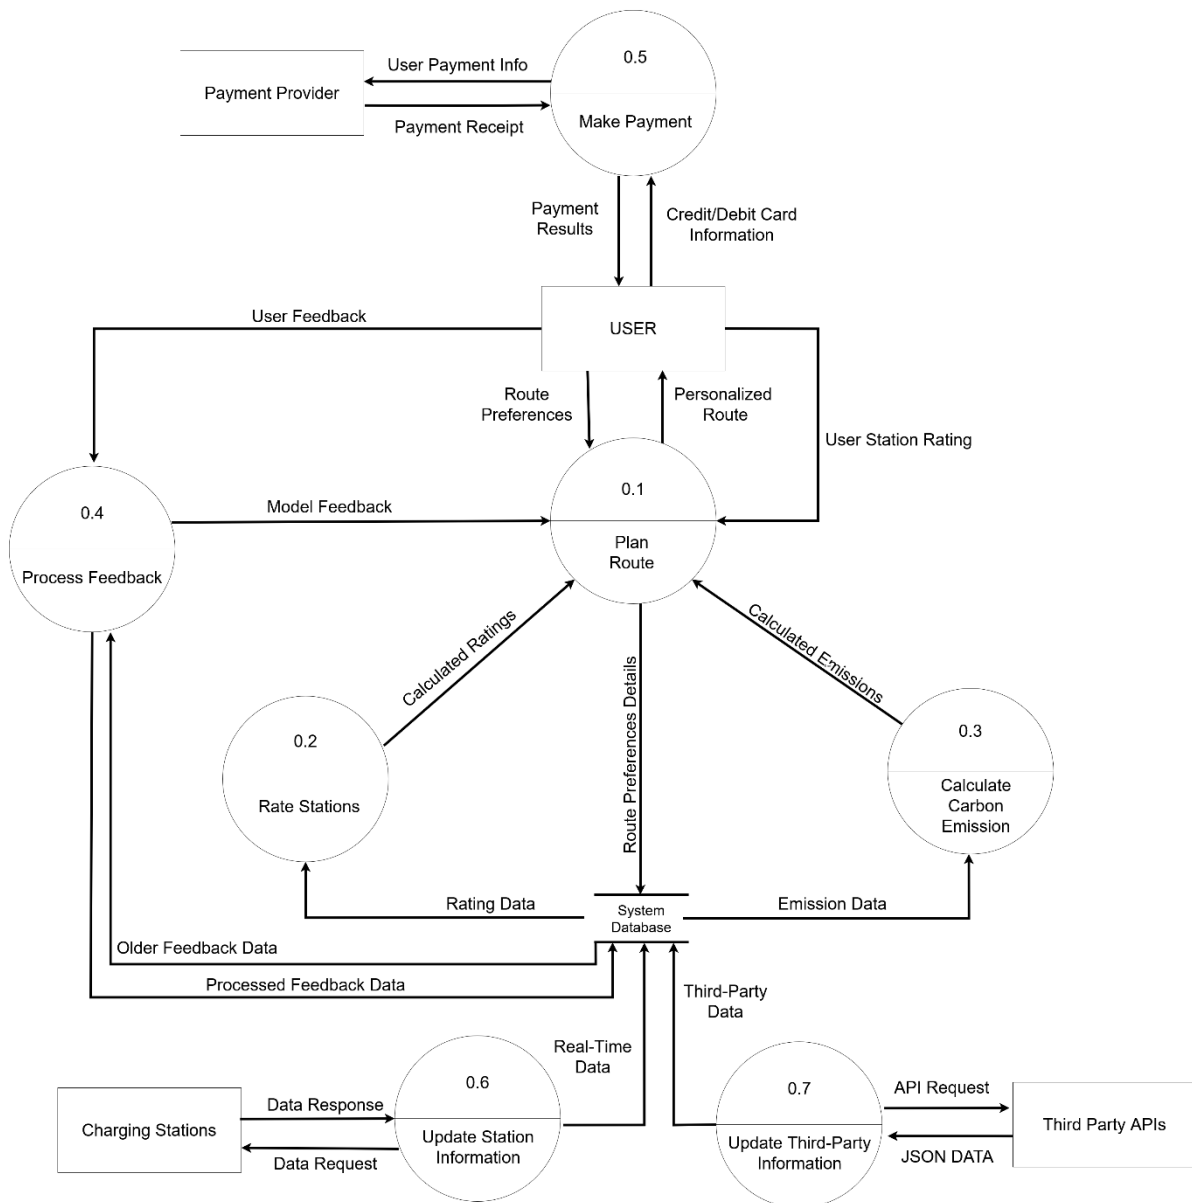 0.5
User Payment Info
Payment Provider
Make Payment
Payment Receipt
Payment
Results
Credit/Debit Card
Information
User Feedback
USER
Route
Preferences
Personalized
Route
User Station Rating
0.1
Model Feedback
Plan
Route
0.4
Process Feedback
Calculated Ratings
Route Preferences Details
Calculated Emissions
0.2
Rate Stations
0.3
Calculate
Carbon
Emission
Rating Data
System
Database
Emission Data
Older Feedback Data
Processed Feedback Data
Third-Party
Data
Real-Time
Data
0.6
0.7
Data Response
API Request
Charging Stations
Update Station
Information
Update Third-Party
Information
Third Party APIs
Data Request
JSON DATA